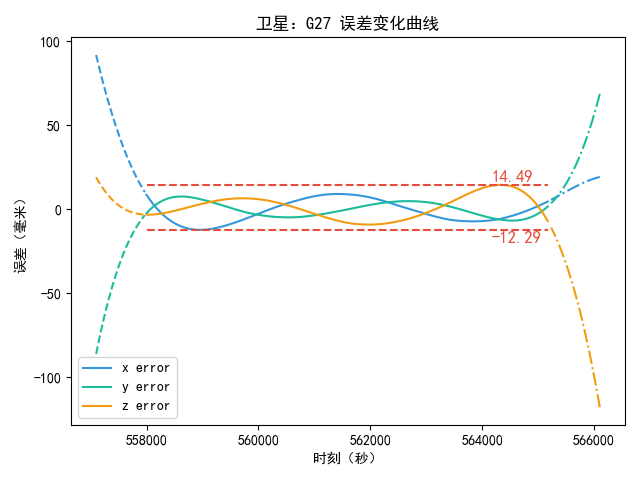 卫星：G27 误差变化曲线
100
50
0
−50
−100
误差（毫米）
14.49
−12.29
x error
y error
z error
558000
560000
562000
564000
566000
时刻（秒）